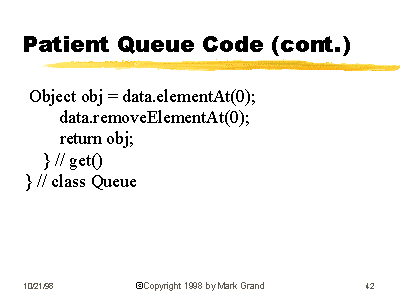 Patient Queue Code (cont.)
Object obj = data.elementAt(0);
data.removeElementAt(0);
return obj;
} // get()
} // class Queue
10/21/98 ©Copyright 1998 by Mark Grand 42